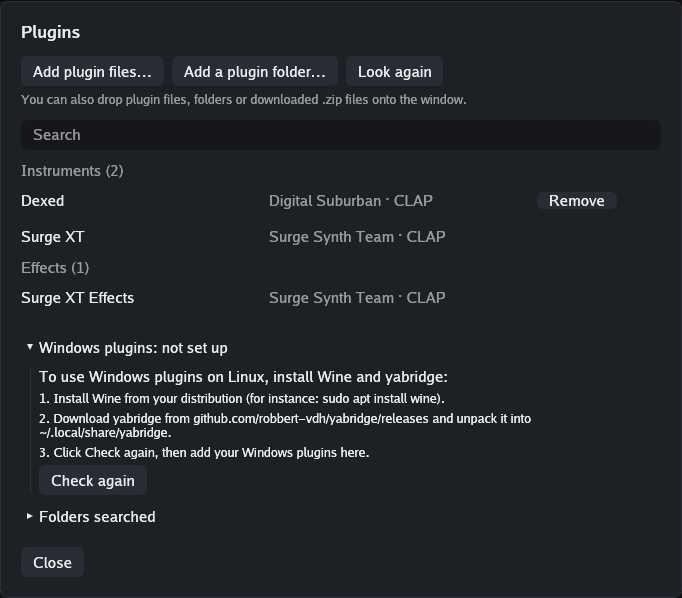 Plugins
Add plugin files... Add a plugin folder... Look again
You can also drop plugin files, folders or downloaded .zip files onto the window.
Search
Instruments (2)
Dexed Digital Suburban · CLAP Remove
Surge XT Surge Synth Team · CLAP
Effects (1)
Surge XT Effects Surge Synth Team · CLAP
▾ Windows plugins: not set up
To use Windows plugins on Linux, install Wine and yabridge:
1. Install Wine from your distribution (for instance: sudo apt install wine).
2. Download yabridge from github.com/robbert-vdh/yabridge/releases and unpack it into
~/.local/share/yabridge.
3. Click Check again, then add your Windows plugins here.
Check again
▸ Folders searched
Close